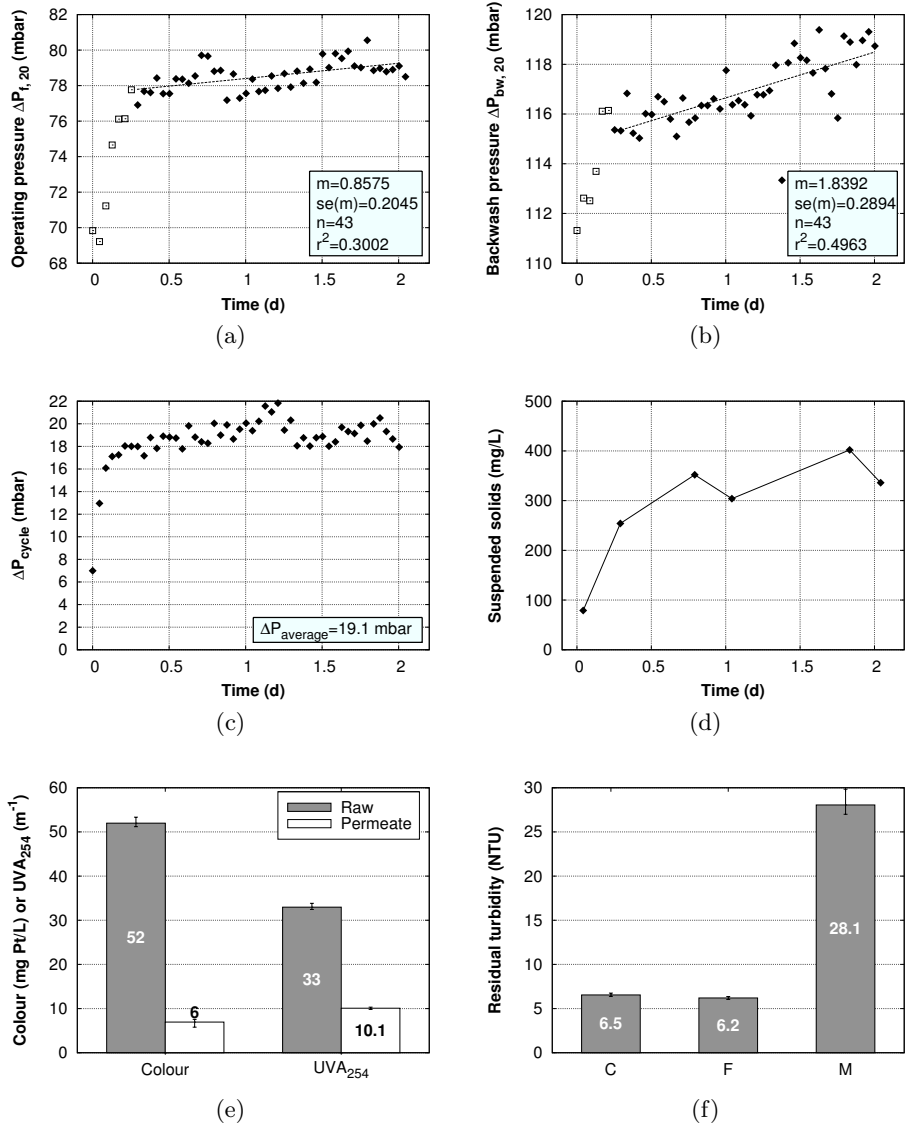 Operating pressure ΔPf, 20 (mbar)
80
78
76
74
72
70
68
m=0.8575
se(m)=0.2045
n=43
r2=0.3002
0 0.5 1 1.5 2
Time (d)
(a)
Backwash pressure ΔPbw, 20 (mbar)
120
118
116
114
112
110
m=1.8392
se(m)=0.2894
n=43
r2=0.4963
0 0.5 1 1.5 2
Time (d)
(b)
ΔPcycle (mbar)
22
20
18
16
14
12
10
8
6
4
2
0
ΔPaverage=19.1 mbar
0 0.5 1 1.5 2
Time (d)
(c)
Suspended solids (mg/L)
500
400
300
200
100
0
0 0.5 1 1.5 2
Time (d)
(d)
Colour (mg Pt/L) or UVA254 (m-1)
60
50
40
30
20
10
0
Raw
Permeate
52
6
33
10.1
Colour UVA254
(e)
Residual turbidity (NTU)
30
25
20
15
10
5
0
6.5
6.2
28.1
C F M
(f)